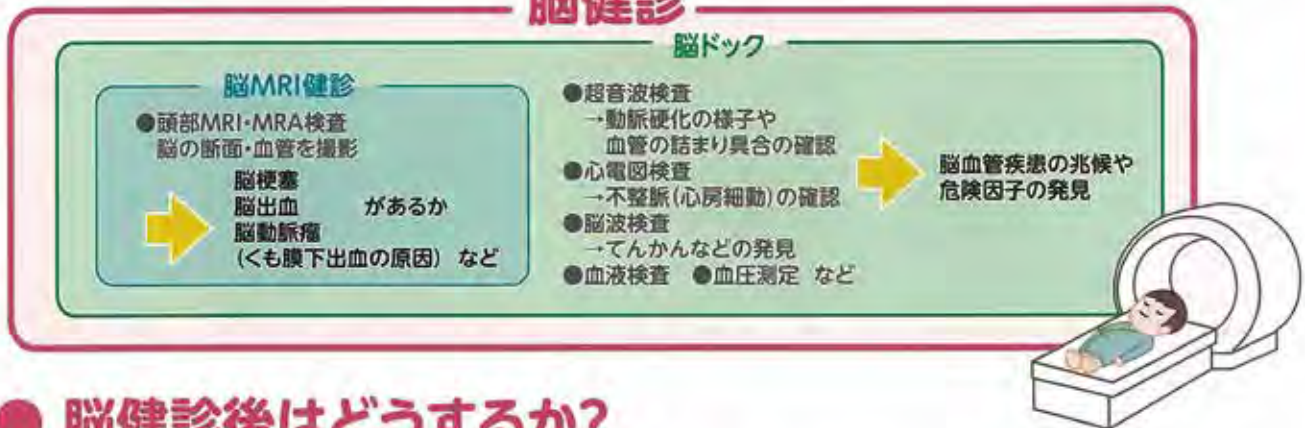 脳健診
脳ドック
脳MRI健診
●頭部MRI・MRA検査
脳の断面・血管を撮影
脳梗塞
脳出血 があるか
脳動脈瘤
(くも膜下出血の原因) など
●超音波検査
→動脈硬化の様子や
血管の詰まり具合の確認
●心電図検査
→不整脈(心房細動)の確認
●脳波検査
→てんかんなどの発見
●血液検査 ●血圧測定 など
脳血管疾患の兆候や
危険因子の発見
● 脳健診後はどうするか?